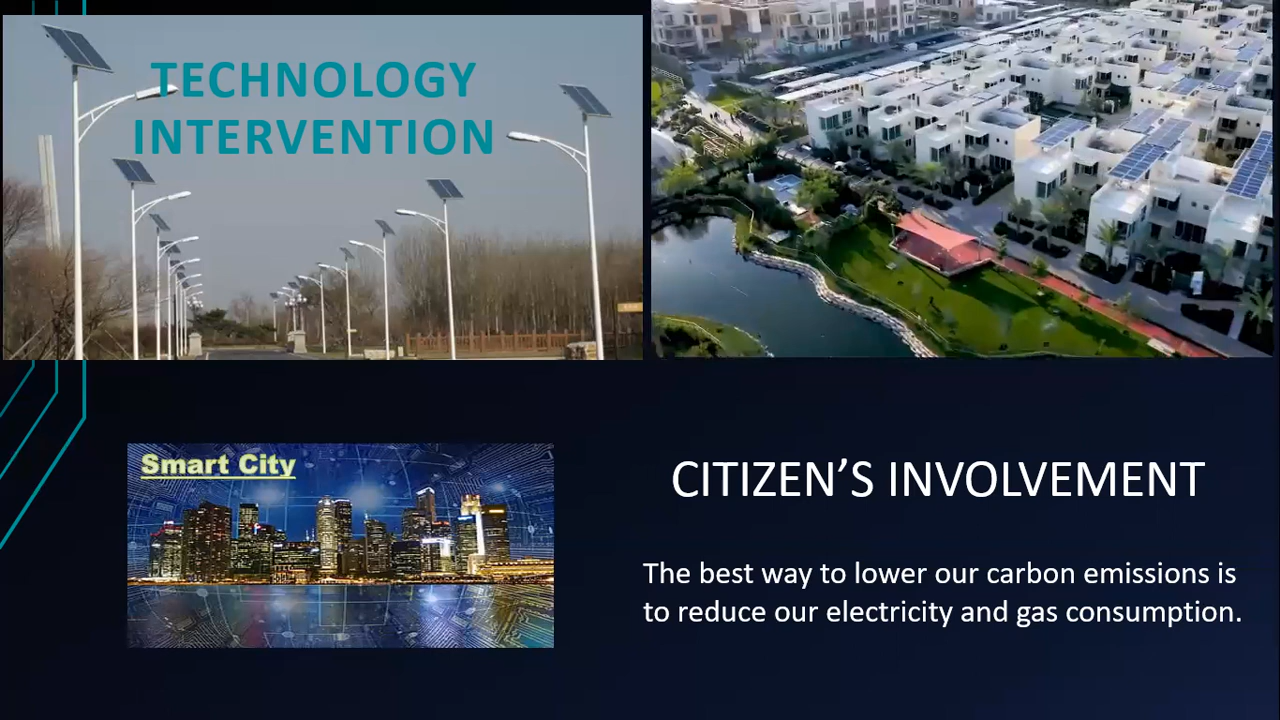 TECHNOLOGY
INTERVENTION
Smart City
CITIZEN’S INVOLVEMENT
The best way to lower our carbon emissions is
to reduce our electricity and gas consumption.